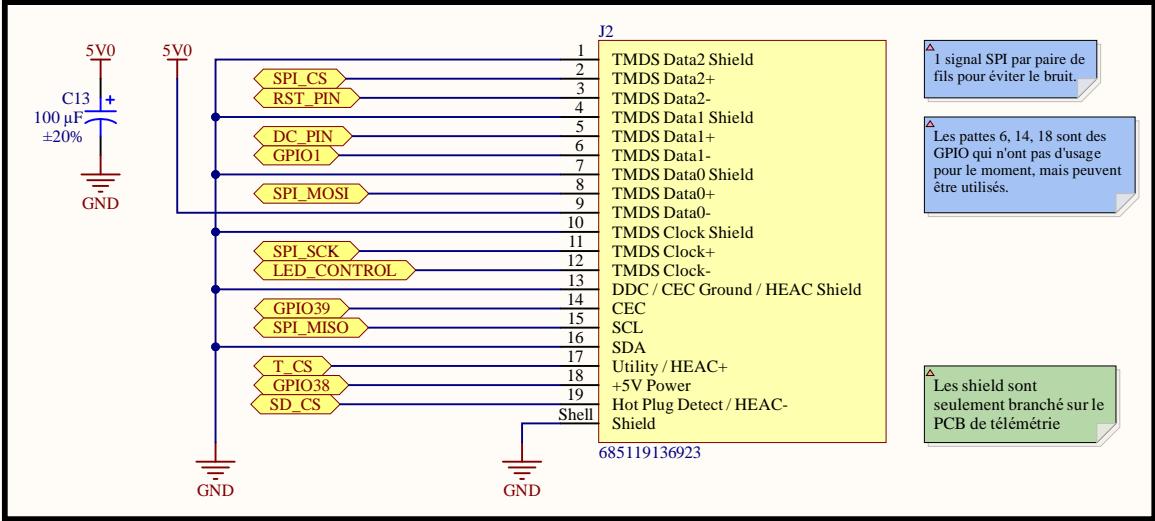 5V0
C13
+
100 µF
±20%
GND
5V0
GND
GND
J2
1 TMDS Data2 Shield
SPI_CS 2 TMDS Data2+
RST_PIN 3 TMDS Data2-
4 TMDS Data1 Shield
DC_PIN 5 TMDS Data1+
GPIO1 6 TMDS Data1-
7 TMDS Data0 Shield
SPI_MOSI 8 TMDS Data0+
9 TMDS Data0-
10 TMDS Clock Shield
SPI_SCK 11 TMDS Clock+
LED_CONTROL 12 TMDS Clock-
13 DDC / CEC Ground / HEAC Shield
GPIO39 14 CEC
SPI_MISO 15 SCL
16 SDA
T_CS 17 Utility / HEAC+
GPIO38 18 +5V Power
SD_CS 19 Hot Plug Detect / HEAC-
Shell Shield
685119136923
1 signal SPI par paire de
fils pour éviter le bruit.
Les pattes 6, 14, 18 sont des
GPIO qui n'ont pas d'usage
pour le moment, mais peuvent
être utilisés.
Les shield sont
seulement branché sur le
PCB de télémétrie